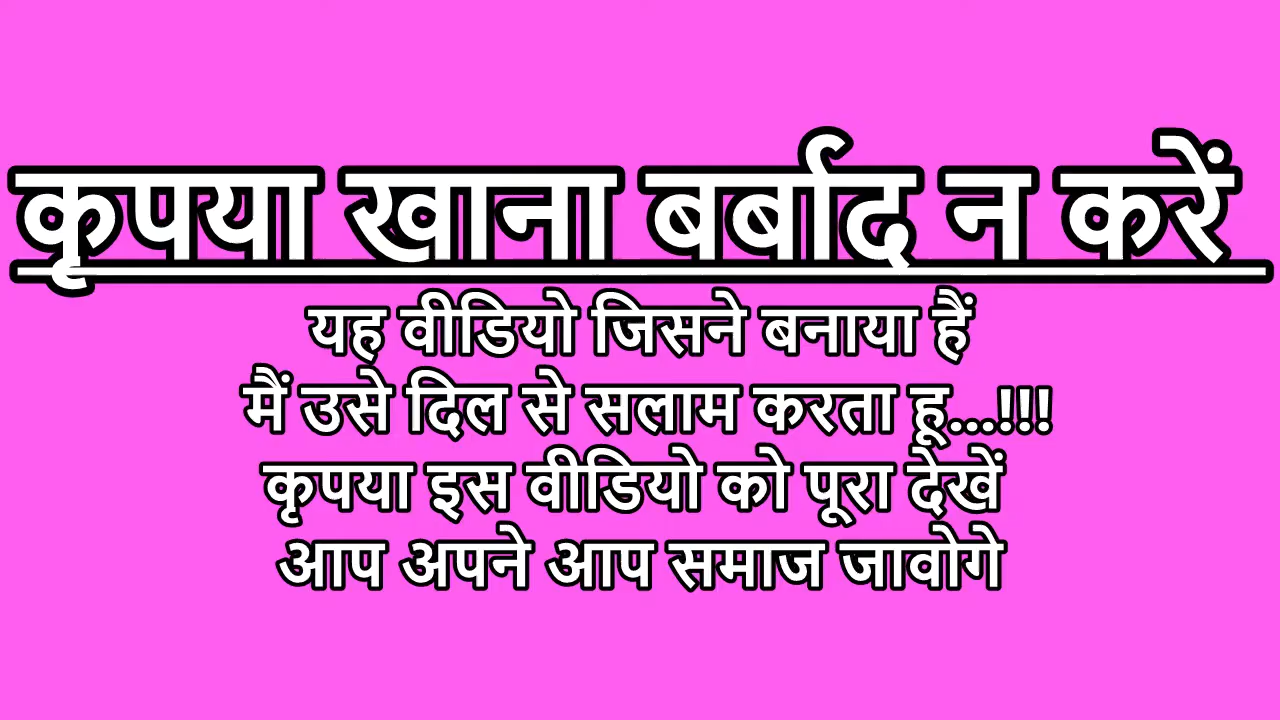 कृपया खाना बर्बाद न करें
यह वीडियो जिसने बनाया हैं
मैं उसे दिल से सलाम करता हू...!!!
कृपया इस वीडियो को पूरा देखें
आप अपने आप समाज जावोगे